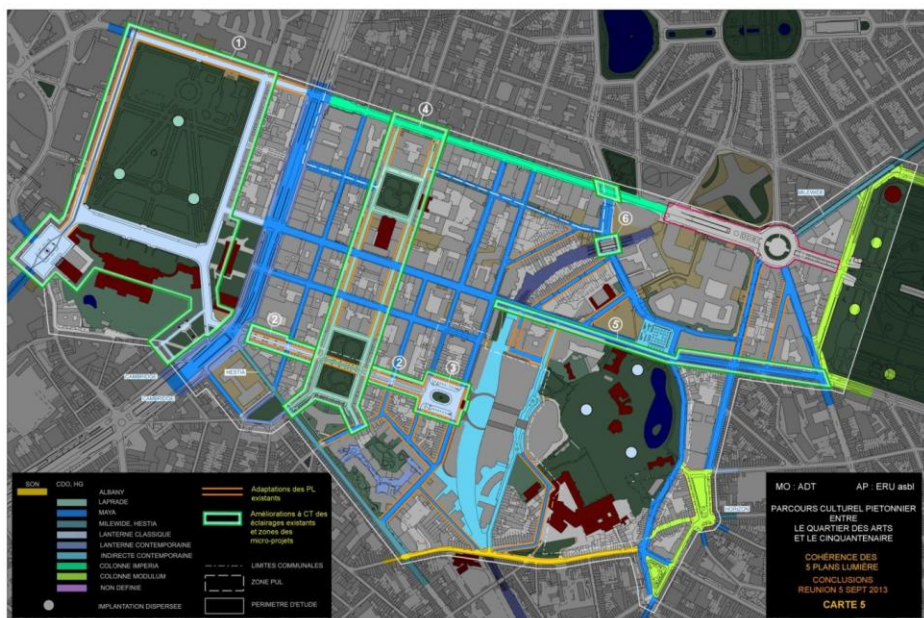 1
4
6
MILEWIDE
2
5
2
3
CAMBRIDGE
HESTIA
CAMBRIDGE
HORIZON
SON
CDO, HG
ALBANY
LAPRADE
MAYA
MILEWIDE, HESTIA
LANTERNE CLASSIQUE
LANTERNE CONTEMPORAINE
INDIRECTE CONTEMPORAINE
COLONNE IMPERIA
COLONNE MODULUM
NON DEFINIE
IMPLANTATION DISPERSEE
Adaptations des PL
existants
Améliorations à CT des
éclairages existants
et zones des
micro-projets
LIMITES COMMUNALES
ZONE PUL
PERIMETRE D'ETUDE
MO : ADT AP : ERU asbl
PARCOURS CULTUREL PIETONNIER
ENTRE
LE QUARTIER DES ARTS
ET LE CINQUANTENAIRE
COHÉRENCE DES
5 PLANS LUMIÈRE
CONCLUSIONS
REUNION 5 SEPT 2013
CARTE 5